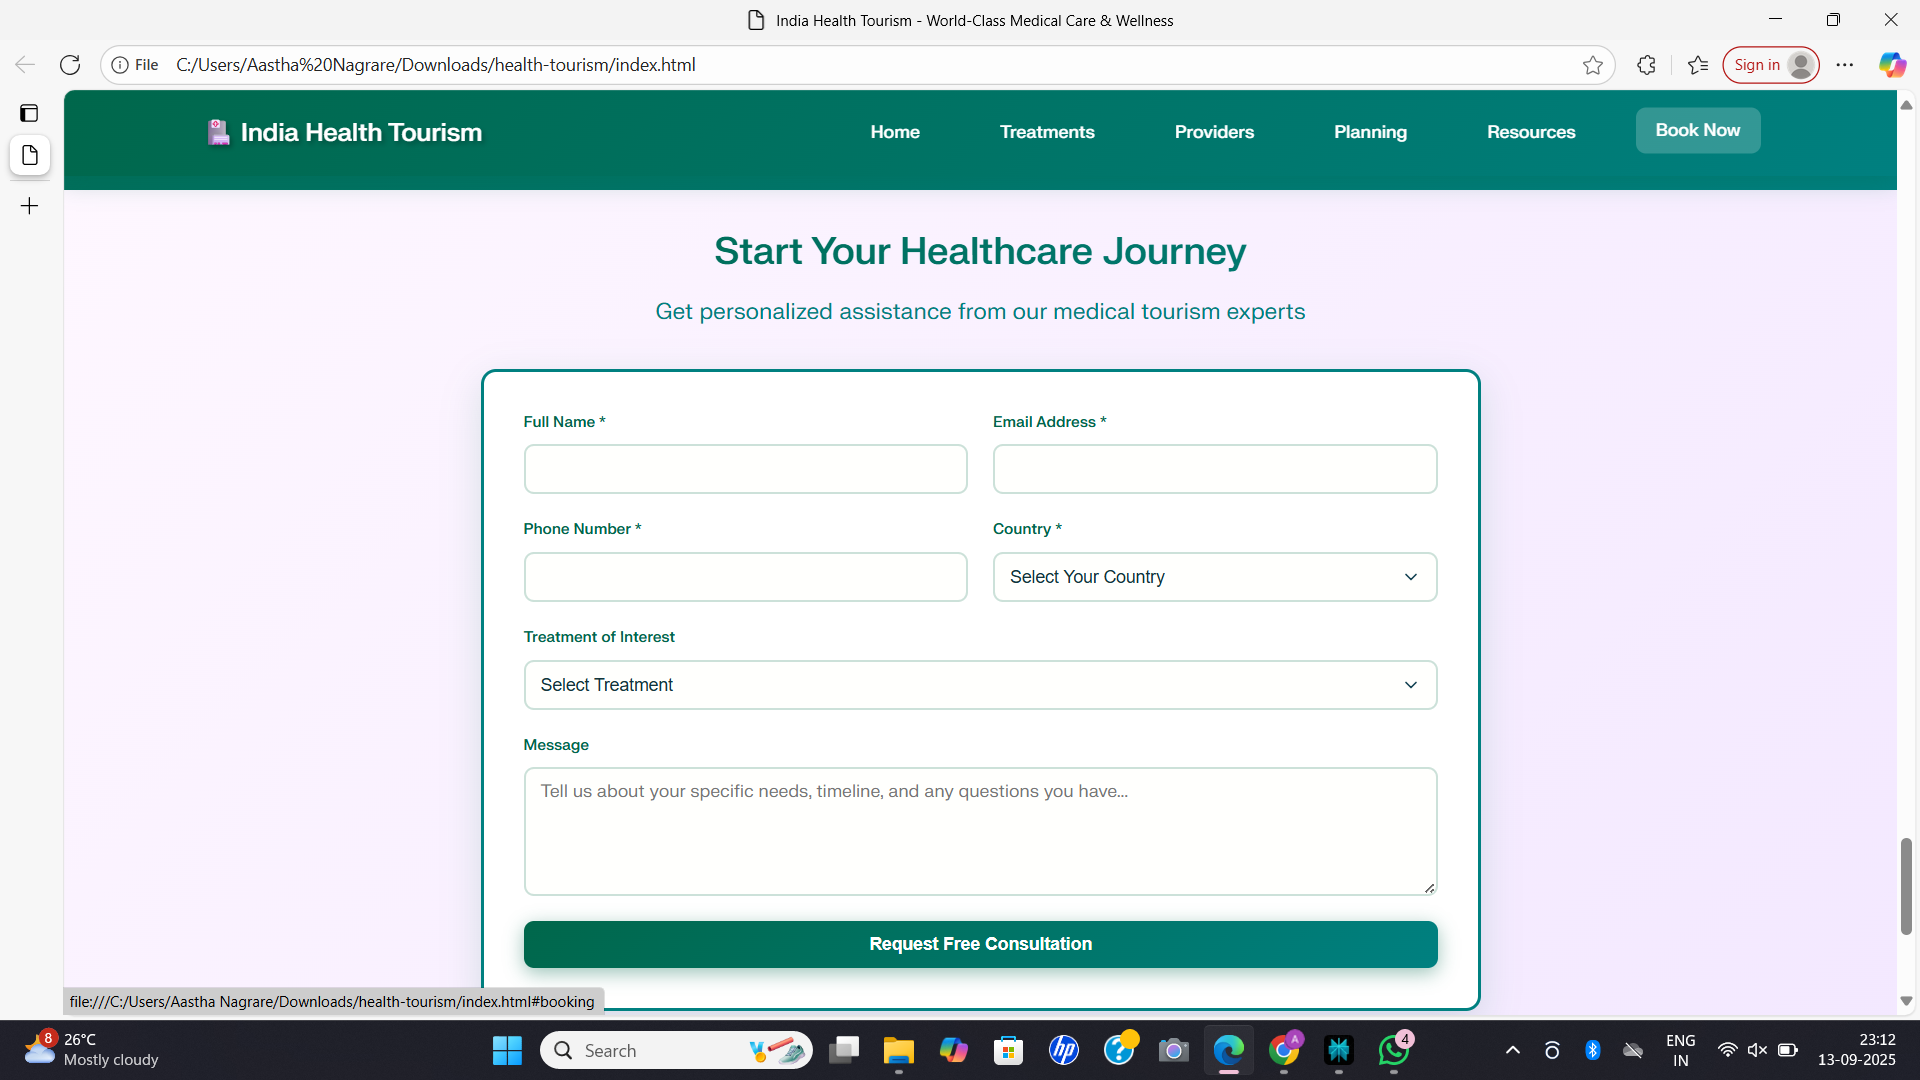 India Health Tourism - World-Class Medical Care & Wellness
File C:/Users/Aastha%20Nagrare/Downloads/health-tourism/index.html
Sign in
India Health Tourism
Home
Treatments
Providers
Planning
Resources
Book Now
Start Your Healthcare Journey
Get personalized assistance from our medical tourism experts
Full Name *
Email Address *
Phone Number *
Country *
Select Your Country
Treatment of Interest
Select Treatment
Message
Tell us about your specific needs, timeline, and any questions you have...
Request Free Consultation
file:///C:/Users/Aastha Nagrare/Downloads/health-tourism/index.html#booking
8
26°C
Mostly cloudy
Search
hp
?
A
4
ENG
IN
23:12
13-09-2025